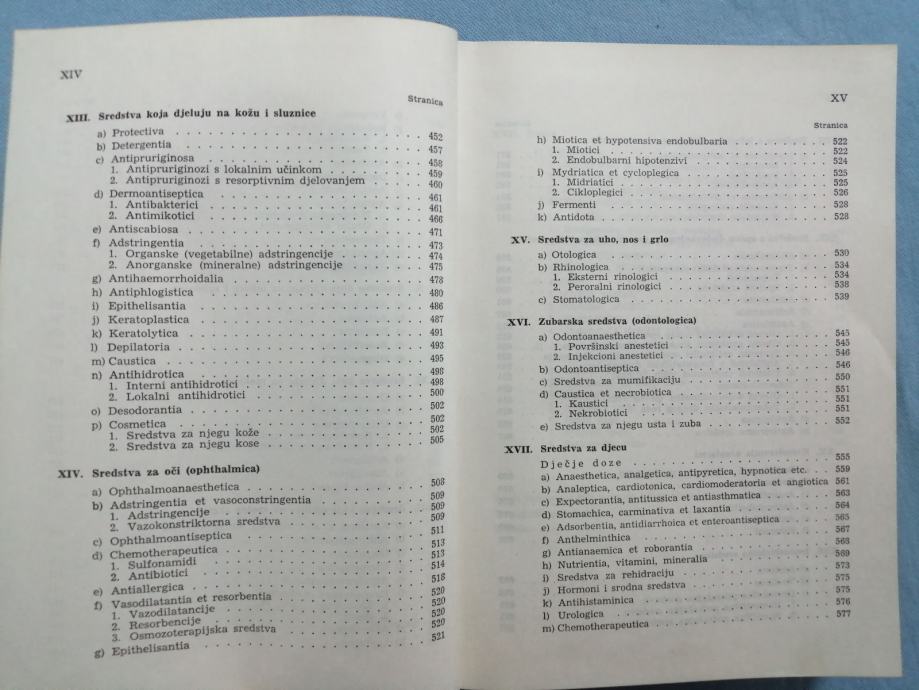 XIV
Stranica
XIII. Sredstva koja djeluju na kožu i sluznice
a) Protectiva . . . 452
b) Detergentia . . . 457
c) Antipruriginosa . . . 458
1. Antipruriginozi s lokalnim učinkom . . . 459
2. Antipruriginozi s resorptivnim djelovanjem . . . 460
d) Dermoantiseptica . . . 461
1. Antibakterici . . . 461
2. Antimikotici . . . 466
e) Antiscabiosa . . . 471
f) Adstringentia . . . 473
1. Organske (vegetabilne) adstringencije . . . 474
2. Anorganske (mineralne) adstringencije . . . 475
g) Antihaemorrhoidalia . . . 478
h) Antiphlogistica . . . 480
i) Epithelisantia . . . 486
j) Keratoplastica . . . 487
k) Keratolytica . . . 491
l) Depilatoria . . . 493
m) Caustica . . . 495
n) Antihidrotica . . . 498
1. Interni antihidrotici . . . 498
2. Lokalni antihidrotici . . . 500
o) Desodorantia . . . 502
p) Cosmetica . . . 502
1. Sredstva za njegu kože . . . 502
2. Sredstva za njegu kose . . . 505
XIV. Sredstva za oči (ophthalmica)
a) Ophthalmoanaesthetica . . . 508
b) Adstringentia et vasoconstringentia . . . 509
1. Adstringencije . . . 509
2. Vazokonstriktorna sredstva . . . 509
c) Ophthalmoantiseptica . . . 511
d) Chemotherapeutica . . . 513
1. Sulfonamidi . . . 513
2. Antibiotici . . . 514
e) Antiallergica . . . 518
f) Vasodilatantia et resorbentia . . . 520
1. Vazodilatancije . . . 520
2. Resorbencije . . . 520
3. Osmozoterapijska sredstva . . . 520
g) Epithelisantia . . . 521
XV
Stranica
h) Miotica et hypotensiva endobulbaria . . . 522
1. Miotici . . . 522
2. Endobulbarni hipotenzivi . . . 524
i) Mydriatica et cycloplegica . . . 525
1. Midriatici . . . 525
2. Cikloplegici . . . 526
j) Fermenti . . . 528
k) Antidota . . . 528
XV. Sredstva za uho, nos i grlo
a) Otologica . . . 530
b) Rhinologica . . . 534
1. Eksterni rinologici . . . 534
2. Peroralni rinologici . . . 538
c) Stomatologica . . . 539
XVI. Zubarska sredstva (odontologica)
a) Odontoanaesthetica . . . 545
1. Površinski anestetici . . . 545
2. Injekcioni anestetici . . . 546
b) Odontoantiseptica . . . 546
c) Sredstva za mumifikaciju . . . 550
d) Caustica et necrobiotica . . . 551
1. Kaustici . . . 551
2. Nekrobiotici . . . 551
e) Sredstva za njegu usta i zuba . . . 552
XVII. Sredstva za djecu
Dječje doze . . . 555
a) Anaesthetica, analgetica, antipyretica, hypnotica etc. . . 559
b) Analeptica, cardiotonica, cardiomoderatoria et angiotica 561
c) Expectorantia, antitussica et antiasthmatica . . . 563
d) Stomachica, carminativa et laxantia . . . 564
e) Adsorbentia, antidiarrhoica et enteroantiseptica . . . 565
f) Anthelminthica . . . 567
g) Antianaemica et roborantia . . . 568
h) Nutrientia, vitamini, mineralia . . . 569
i) Sredstva za rehidraciju . . . 573
j) Hormoni i srodna sredstva . . . 575
k) Antihistaminica . . . 575
l) Urologica . . . 576
m) Chemotherapeutica . . . 577